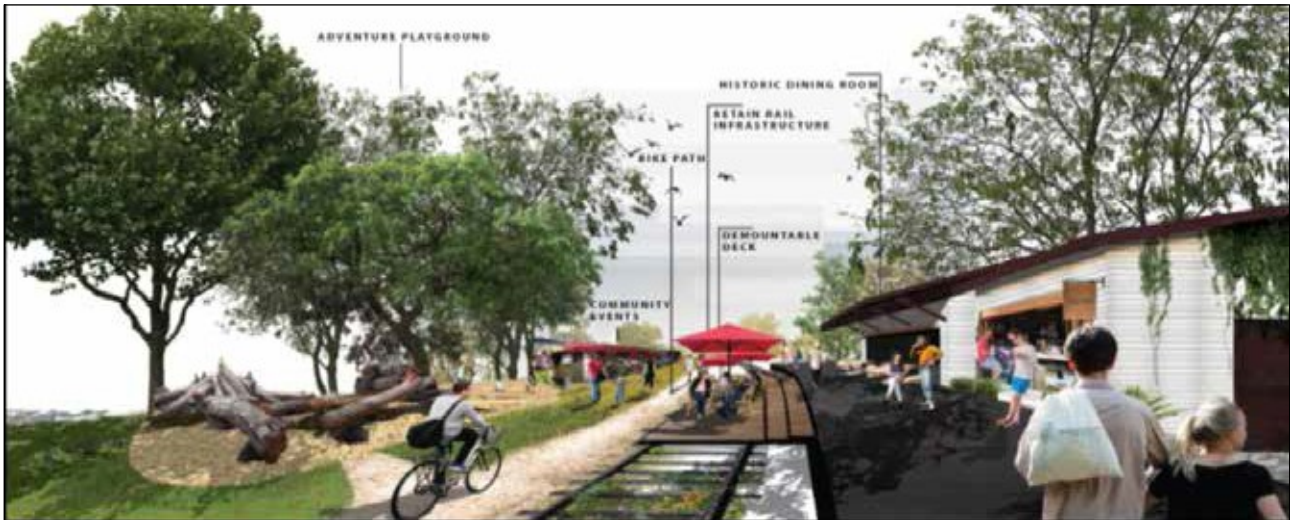 ADVENTURE PLAYGROUND
HISTORIC DINING ROOM
RETAIN RAIL
INFRASTRUCTURE
BIKE PATH
DEMOUNTABLE
DECK
COMMUNITY
EVENTS